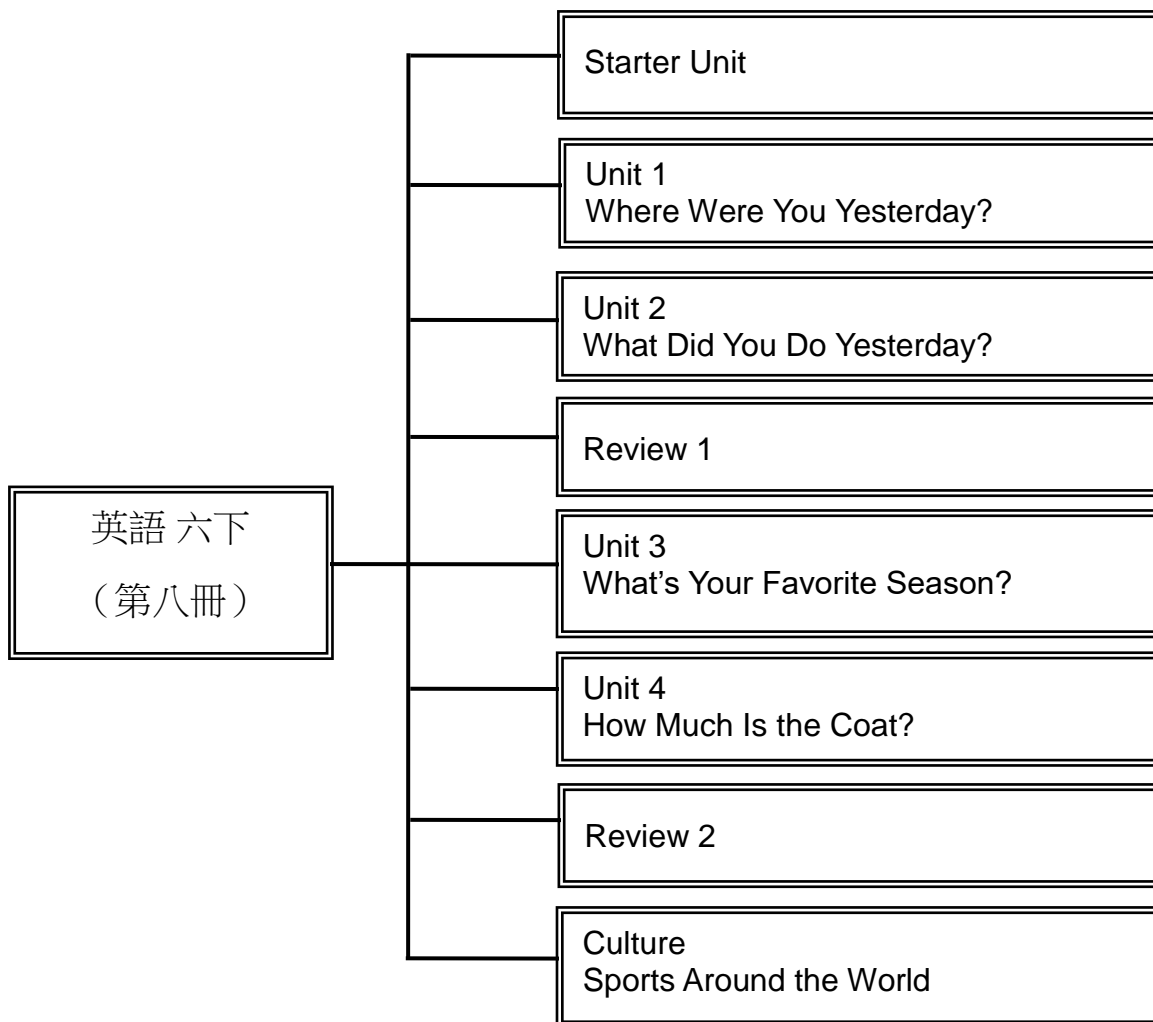 英語 六下
（第八冊）
Starter Unit
Unit 1
Where Were You Yesterday?
Unit 2
What Did You Do Yesterday?
Review 1
Unit 3
What’s Your Favorite Season?
Unit 4
How Much Is the Coat?
Review 2
Culture
Sports Around the World